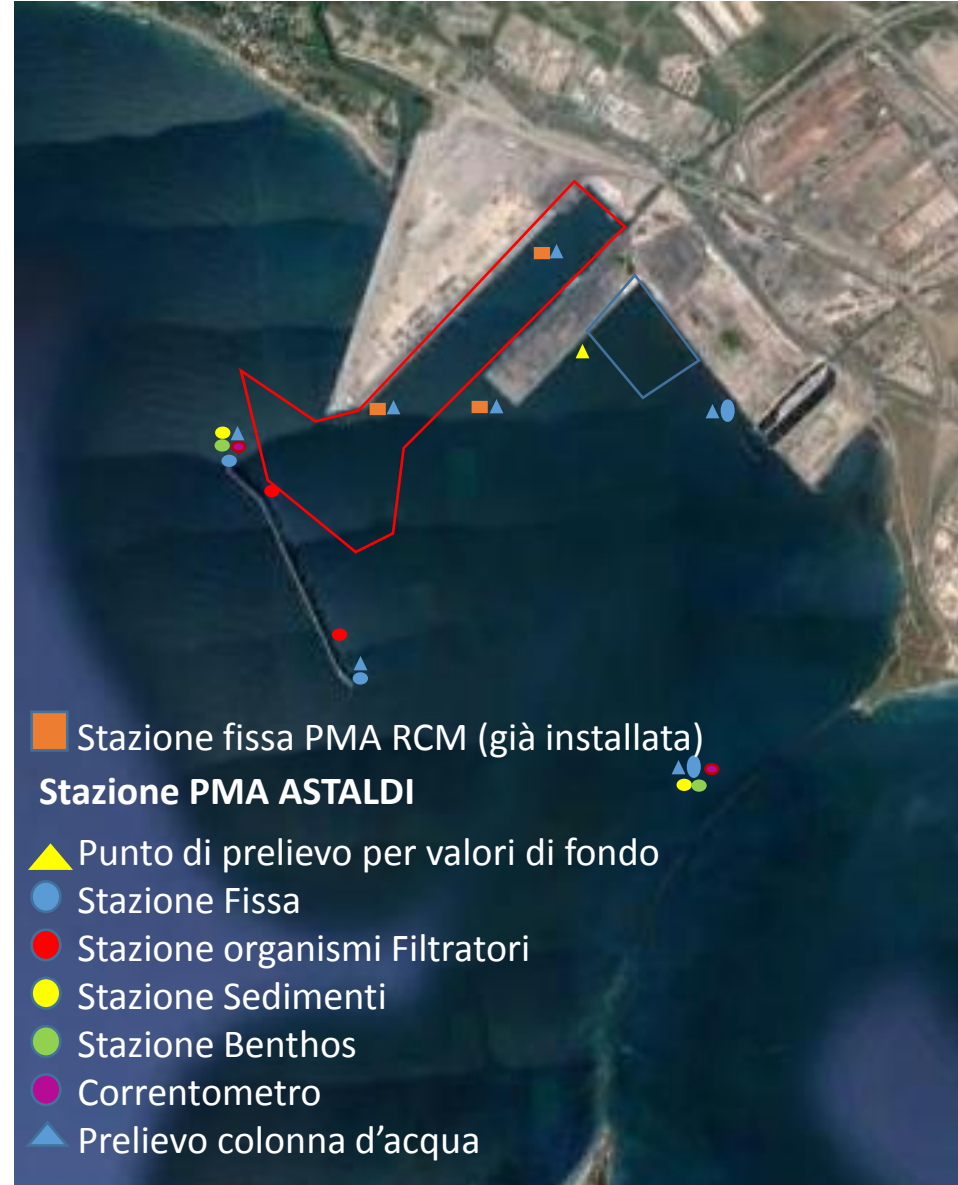 Stazione fissa PMA RCM (già installata)
Stazione PMA ASTALDI
Punto di prelievo per valori di fondo
Stazione Fissa
Stazione organismi Filtratori
Stazione Sedimenti
Stazione Benthos
Correntometro
Prelievo colonna d'acqua